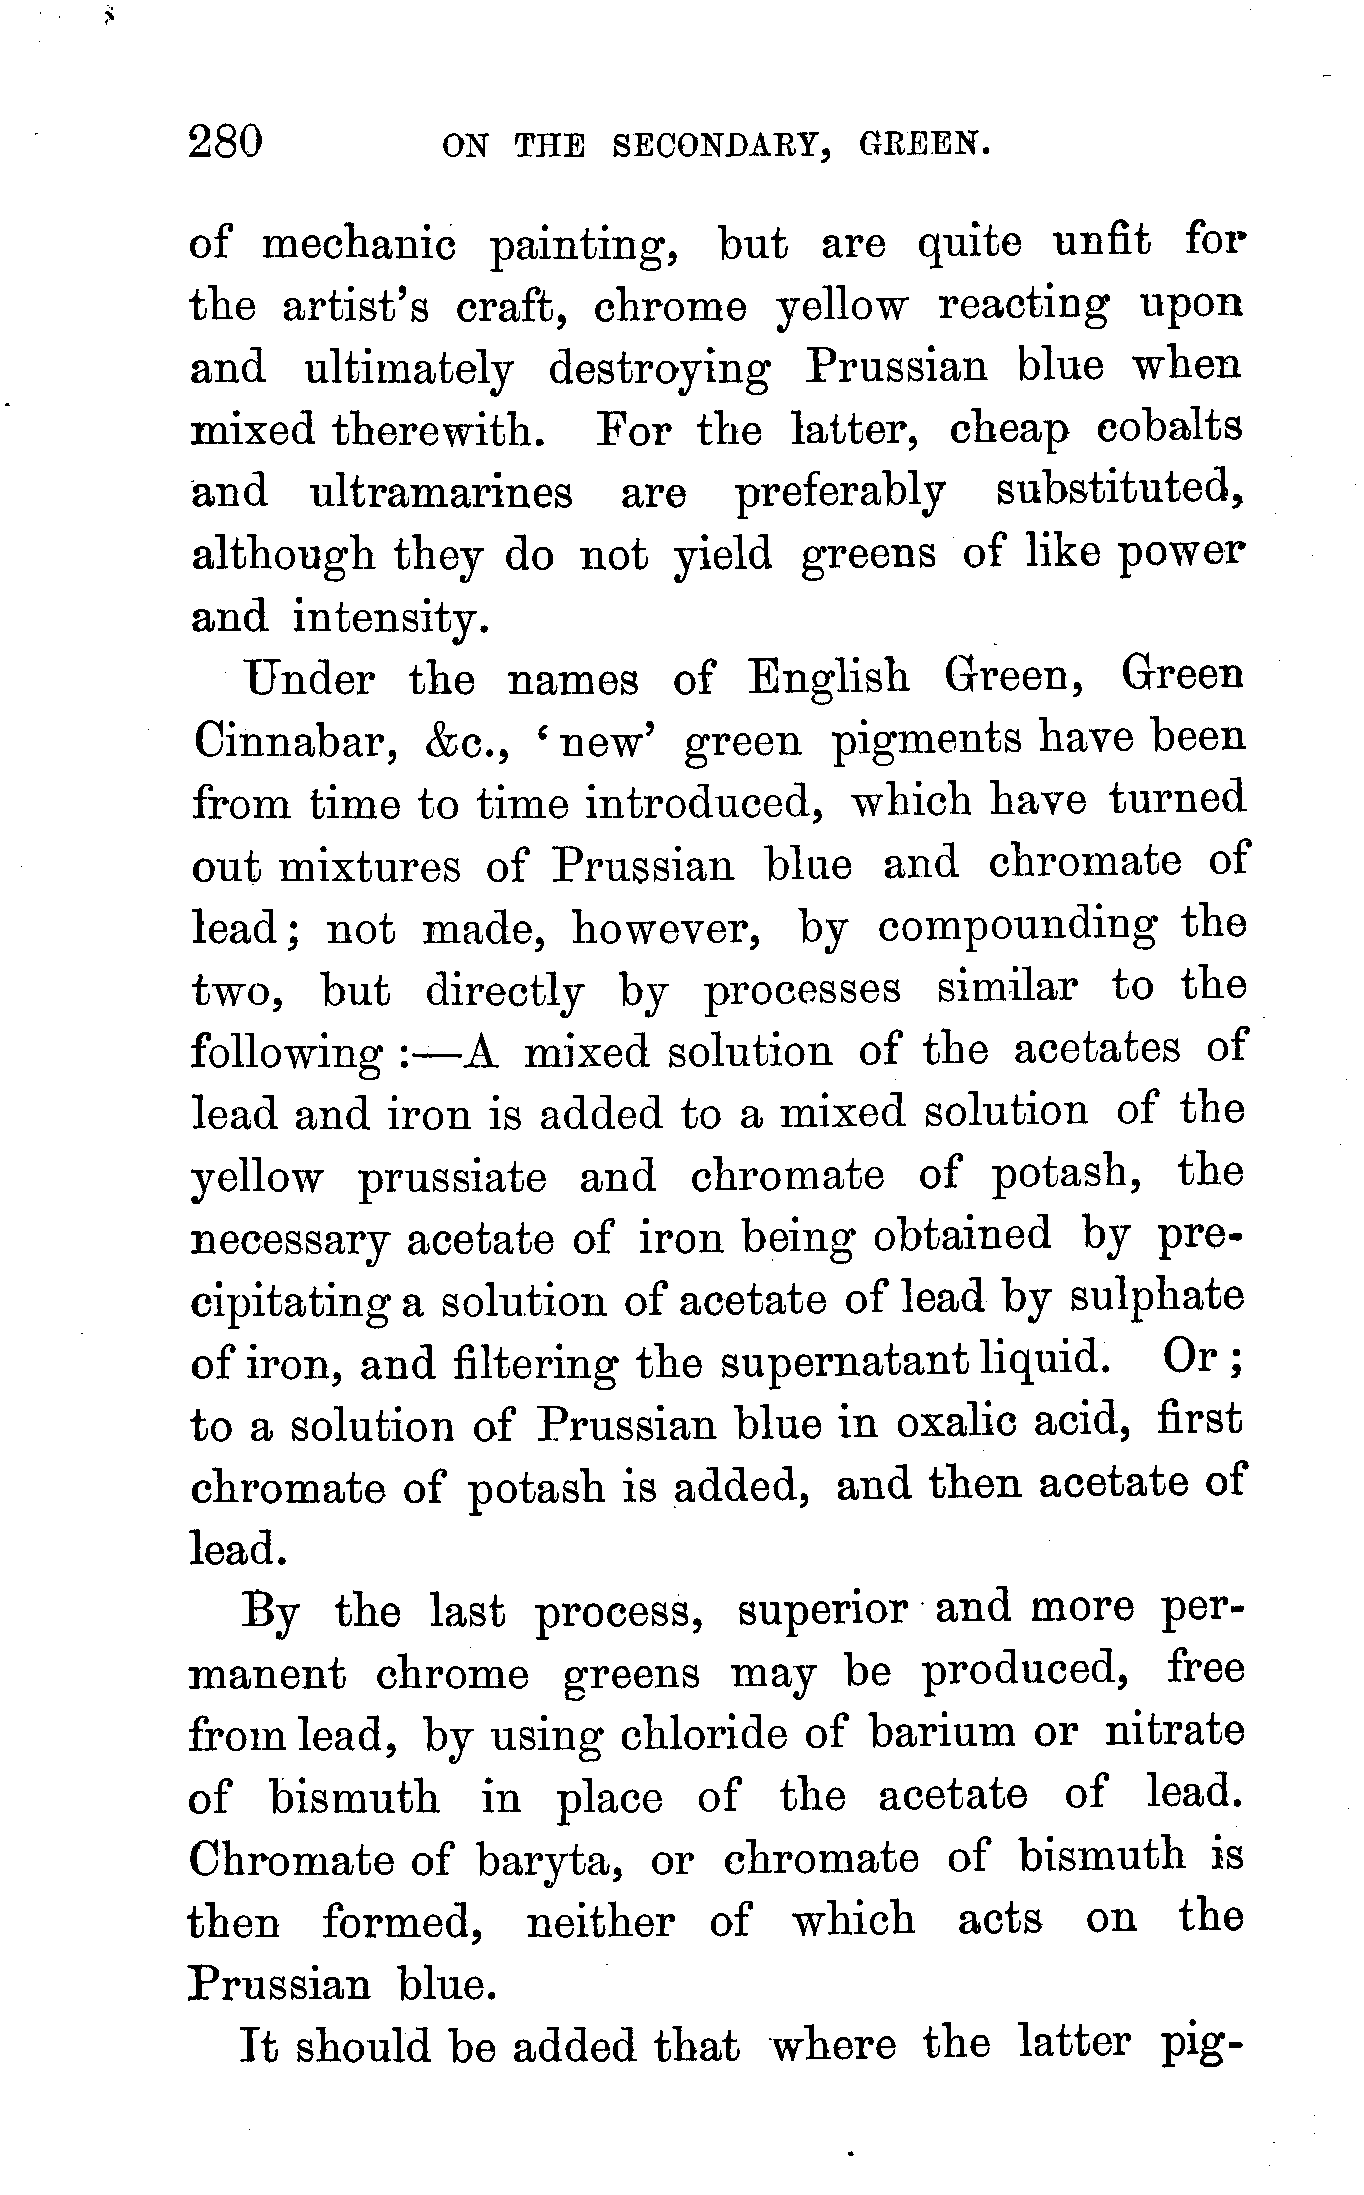 280 ON THE SECONDARY, GREEN.
of mechanic painting, but are quite unfit for
the artist's craft, chrome yellow reacting upon
and ultimately destroying Prussian blue when
mixed therewith. For the latter, cheap cobalts
and ultramarines are preferably substituted,
although they do not yield greens of like power
and intensity.
Under the names of English Green, Green
Cinnabar, &c., ‘new’ green pigments have been
from time to time introduced, which have turned
out mixtures of Prussian blue and chromate of
lead; not made, however, by compounding the
two, but directly by processes similar to the
following :—A mixed solution of the acetates of
lead and iron is added to a mixed solution of the
yellow prussiate and chromate of potash, the
necessary acetate of iron being obtained by pre-
cipitating a solution of acetate of lead by sulphate
of iron, and filtering the supernatant liquid. Or;
to a solution of Prussian blue in oxalic acid, first
chromate of potash is added, and then acetate of
lead.
By the last process, superior and more per-
manent chrome greens may be produced, free
from lead, by using chloride of barium or nitrate
of bismuth in place of the acetate of lead.
Chromate of baryta, or chromate of bismuth is
then formed, neither of which acts on the
Prussian blue.
It should be added that where the latter pig-